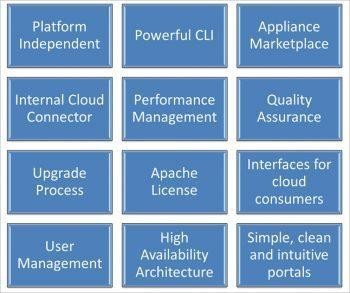 Platform
Independent
Powerful CLI
Appliance
Marketplace
Internal Cloud
Connector
Performance
Management
Quality
Assurance
Upgrade
Process
Apache
License
Interfaces for
cloud
consumers
User
Management
High
Availability
Architecture
Simple, clean
and intuitive
portals